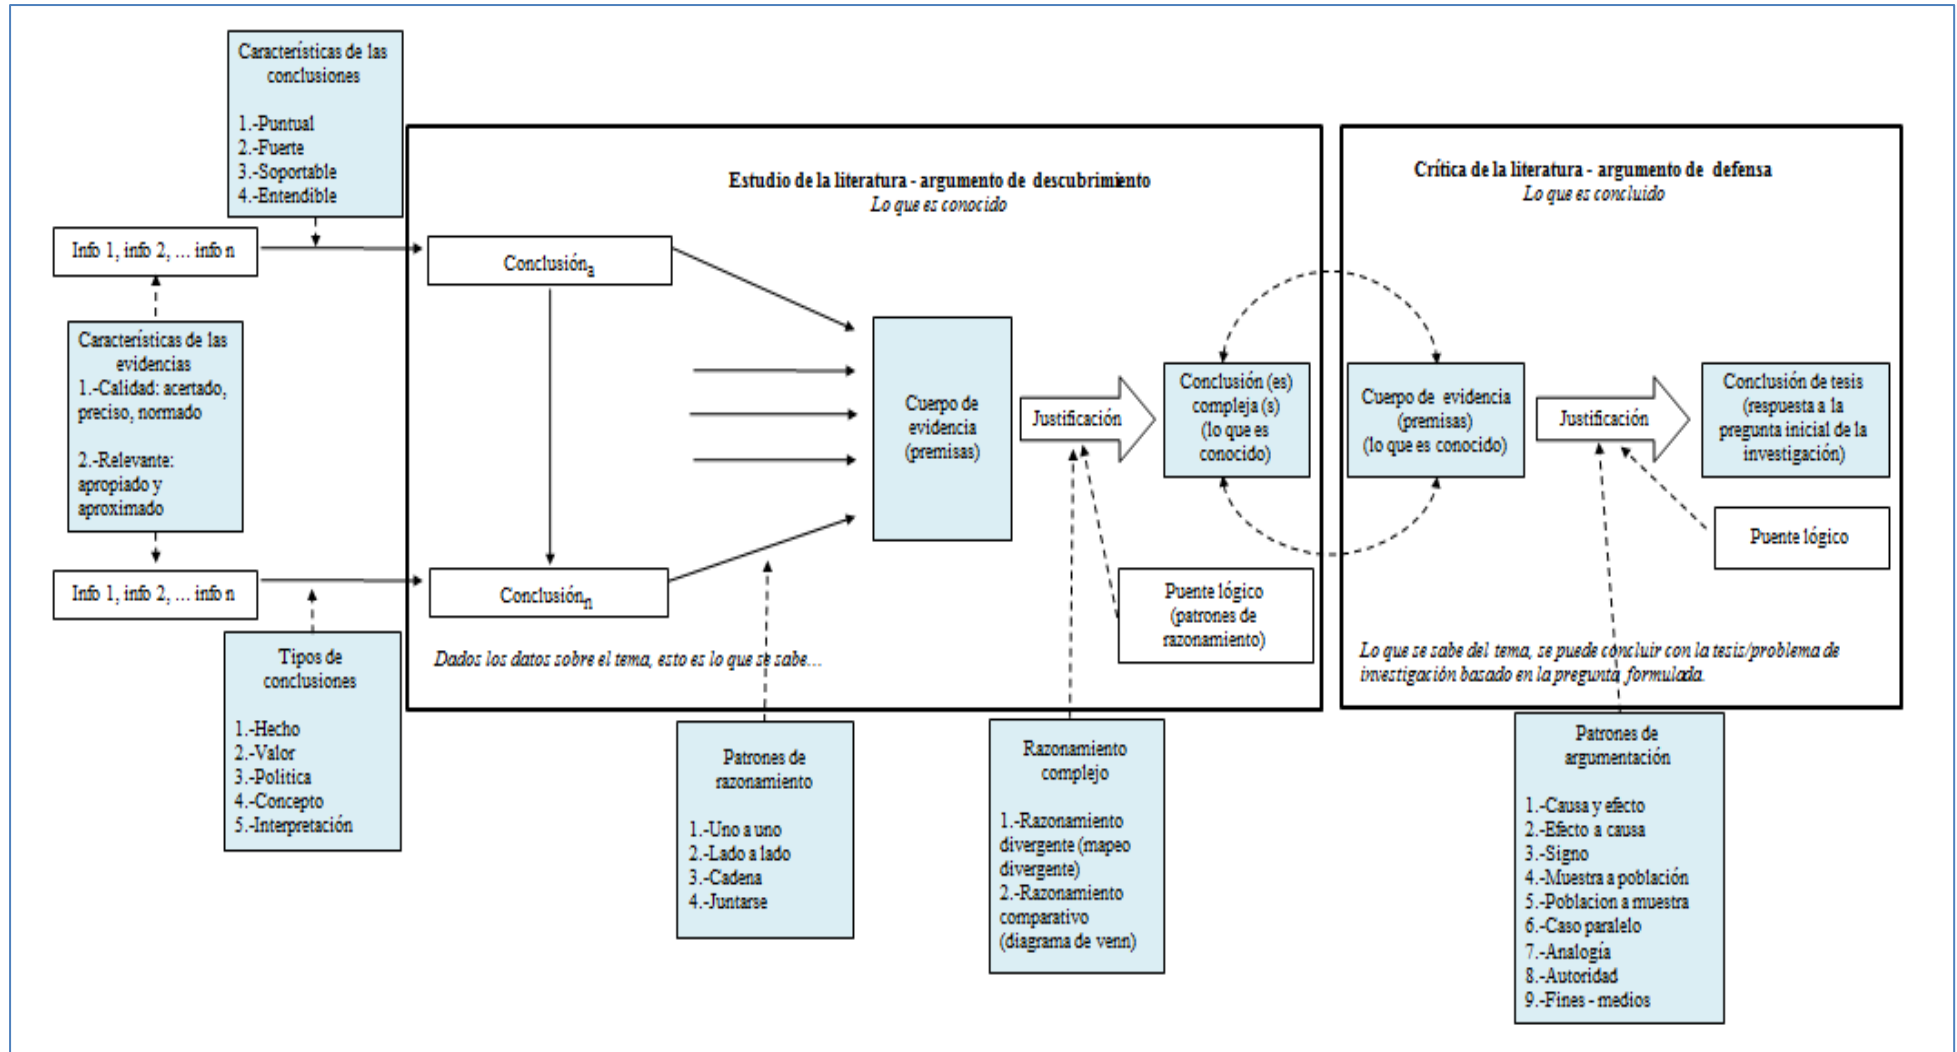 Características de las
conclusiones
1.-Puntual
2.-Fuerte
3.-Soportable
4.-Entendible
Info 1, info 2, ... info n
Características de las
evidencias
1.-Calidad: acertado,
preciso, normado
2.-Relevante:
apropiado y
aproximado
Info 1, info 2, ... info n
Tipos de
conclusiones
1.-Hecho
2.-Valor
3.-Politica
4.-Concepto
5.-Interpretación
Estudio de la literatura - argumento de descubrimiento
Lo que es conocido
Conclusión a
Conclusión n
Dados los datos sobre el tema, esto es lo que se sabe...
Cuerpo de
evidencia
(premisas)
Justificación
Conclusión (es)
compleja (s)
(lo que es
conocido)
Puente lógico
(patrones de
razonamiento)
Patrones de
razonamiento
1.-Uno a uno
2.-Lado a lado
3.-Cadena
4.-Juntarse
Razonamiento
complejo
1.-Razonamiento
divergente (mapeo
divergente)
2.-Razonamiento
comparativo
(diagrama de venn)
Crítica de la literatura - argumento de defensa
Lo que es concluido
Cuerpo de evidencia
(premisas)
(lo que es conocido)
Justificación
Conclusión de tesis
(respuesta a la
pregunta inicial de la
investigación)
Puente lógico
Lo que se sabe del tema, se puede concluir con la tesis/problema de
investigación basado en la pregunta formulada.
Patrones de
argumentación
1.-Causa y efecto
2.-Efecto a causa
3.-Signo
4.-Muestra a población
5.-Poblacion a muestra
6.-Caso paralelo
7.-Analogía
8.-Autoridad
9.-Fines - medios